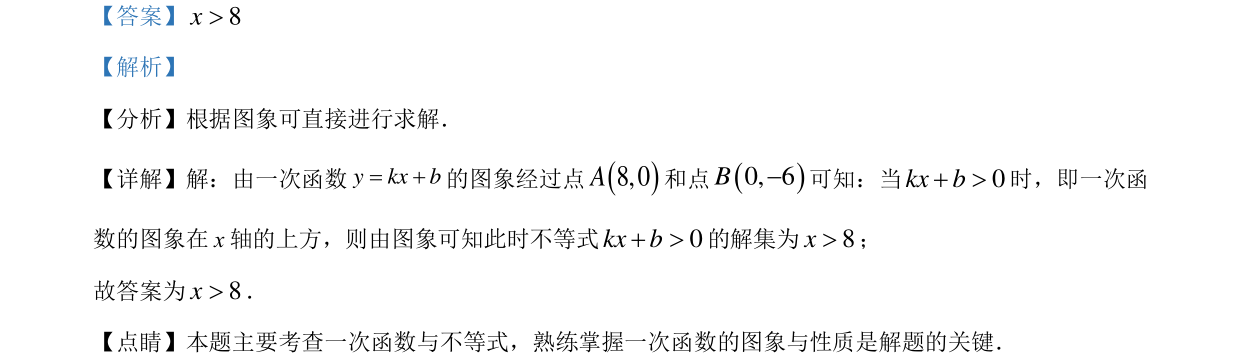 【答案】x > 8
【解析】
【分析】根据图象可直接进行求解．
【详解】解：由一次函数 y = kx + b 的图象经过点 A(8,0) 和点 B(0,−6) 可知：当 kx + b > 0 时，即一次函
数的图象在 x 轴的上方，则由图象可知此时不等式 kx + b > 0 的解集为 x > 8；
故答案为 x > 8．
【点睛】本题主要考查一次函数与不等式，熟练掌握一次函数的图象与性质是解题的关键．